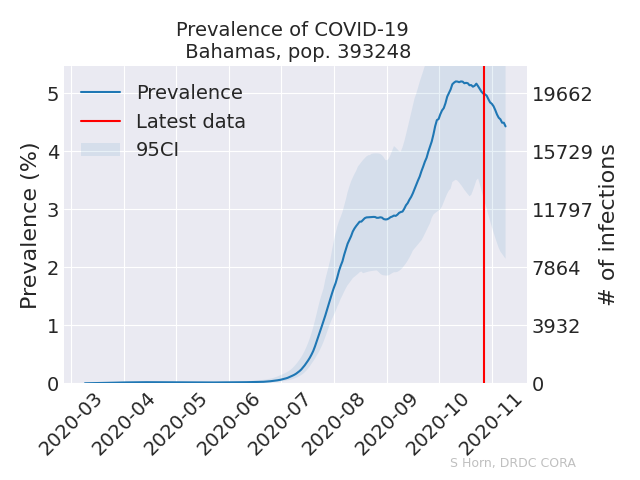 Prevalence of COVID-19
Bahamas, pop. 393248
Prevalence
Latest data
95CI
Prevalence (%)
5
4
3
2
1
0
19662
15729
11797
7864
3932
0
# of infections
2020-03
2020-04
2020-05
2020-06
2020-07
2020-08
2020-09
2020-10
2020-11
S Horn, DRDC CORA